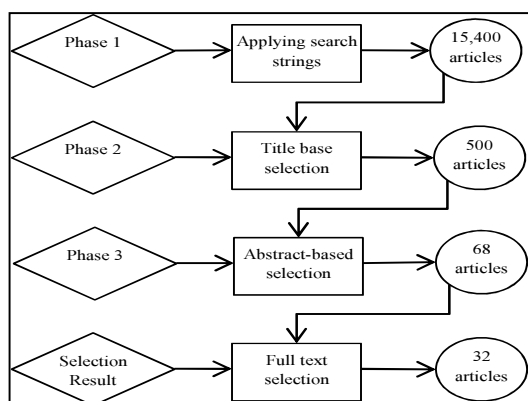 Phase 1
Applying search
strings
15,400
articles
Phase 2
Title base
selection
500
articles
Phase 3
Abstract-based
selection
68
articles
Selection
Result
Full text
selection
32
articles